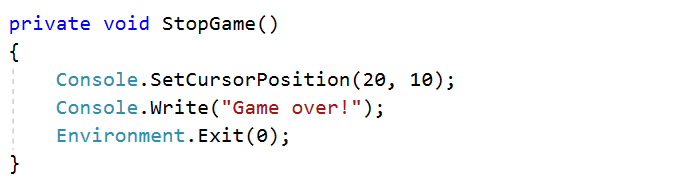 private void StopGame()
{
    Console.SetCursorPosition(20, 10);
    Console.Write("Game over!");
    Environment.Exit(0);
}